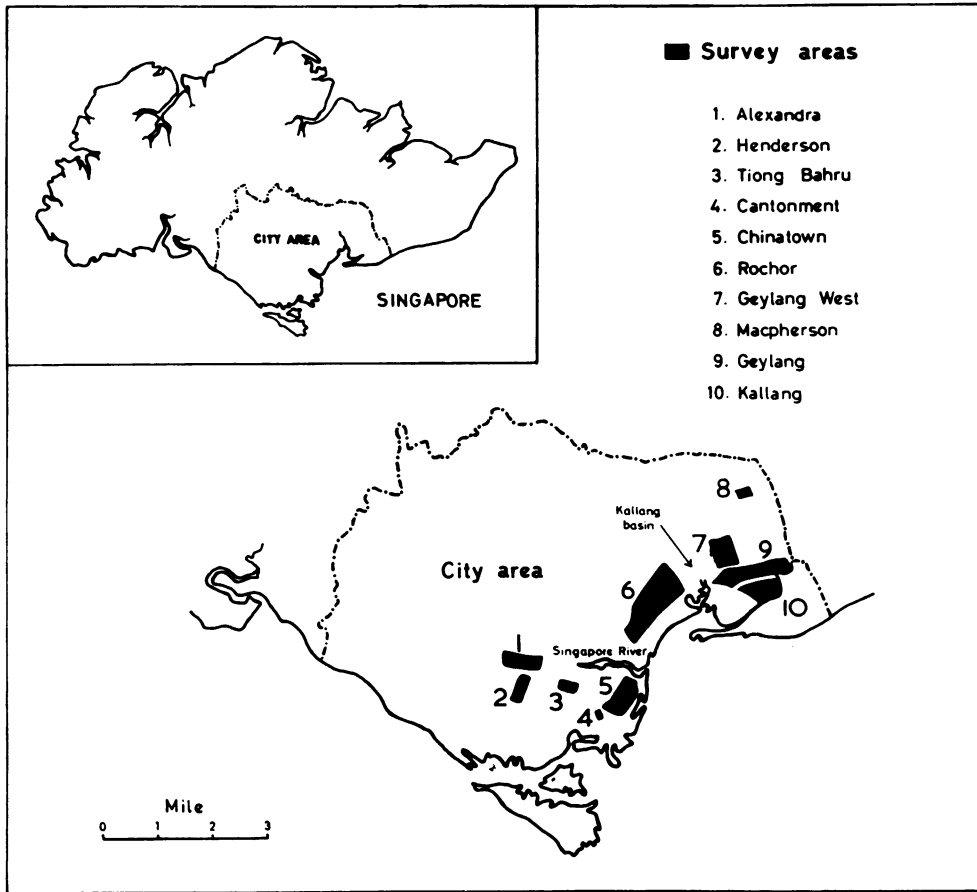 CITY AREA
SINGAPORE
Survey areas
1. Alexandra
2. Henderson
3. Tiong Bahru
4. Cantonment
5. Chinatown
6. Rochor
7. Geylang West
8. Macpherson
9. Geylang
10. Kallang
8
Kallang
basin
7
9
City area
6
10
1
Singapore River
2
3
5
4
Mile
0 1 2 3